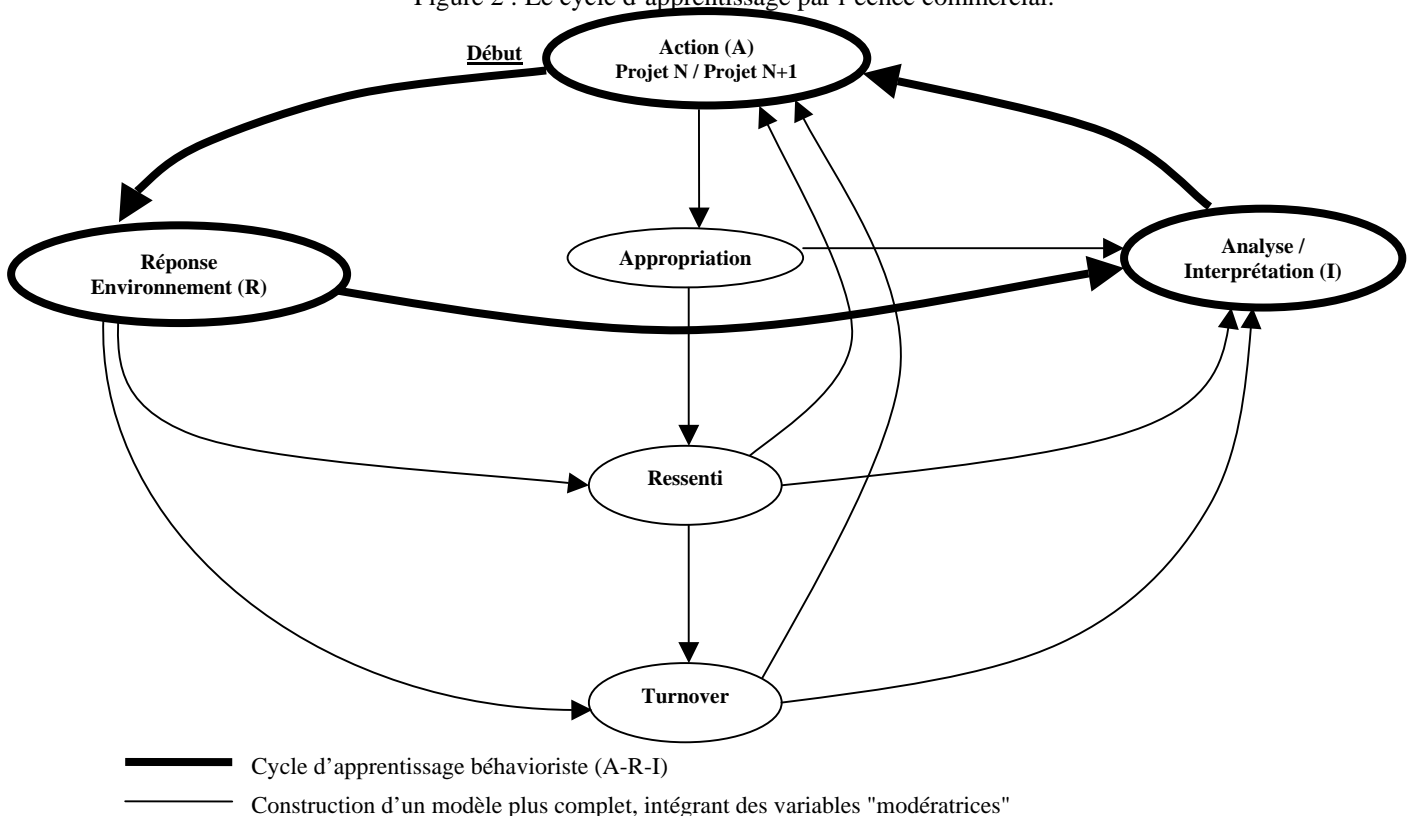 Figure 2 : Le cycle d'apprentissage par l'échec commercial.
Début
Action (A)
Projet N / Projet N+1
Réponse
Environnement (R)
Appropriation
Analyse /
Interprétation (I)
Ressenti
Turnover
Cycle d'apprentissage béhavioriste (A-R-I)
Construction d'un modèle plus complet, intégrant des variables "modératrices"